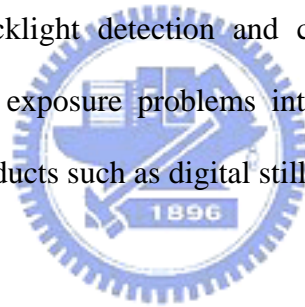 cklight detection and c
exposure problems int
ducts such as digital still
1896